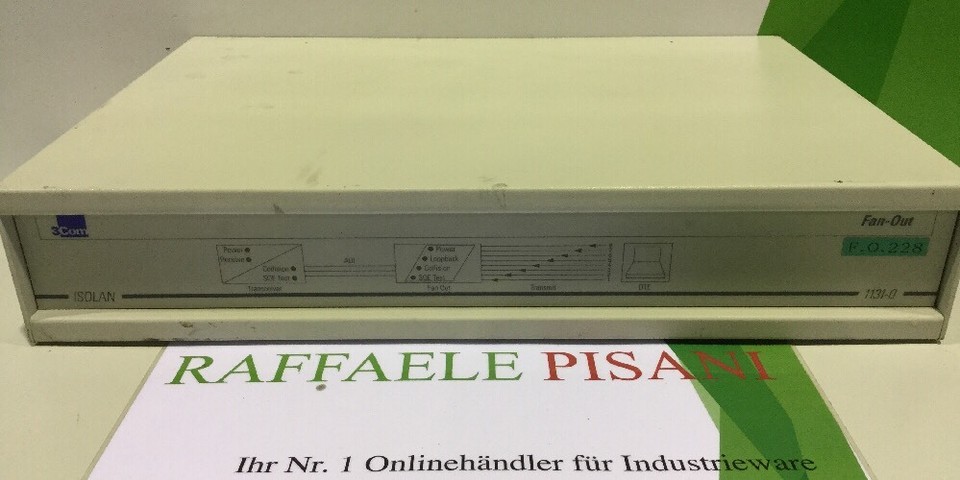 3Com
Fan-Out
F.O.228
Power
Power
Loopback
Collision
Collision
SQE Test
SQE Test
AUI
Transceiver
Fan Out
Transmit
DTE
ISOLAN
1131-0
RAFFAELE PISANI
Ihr Nr. 1 Onlinehändler für Industrieware